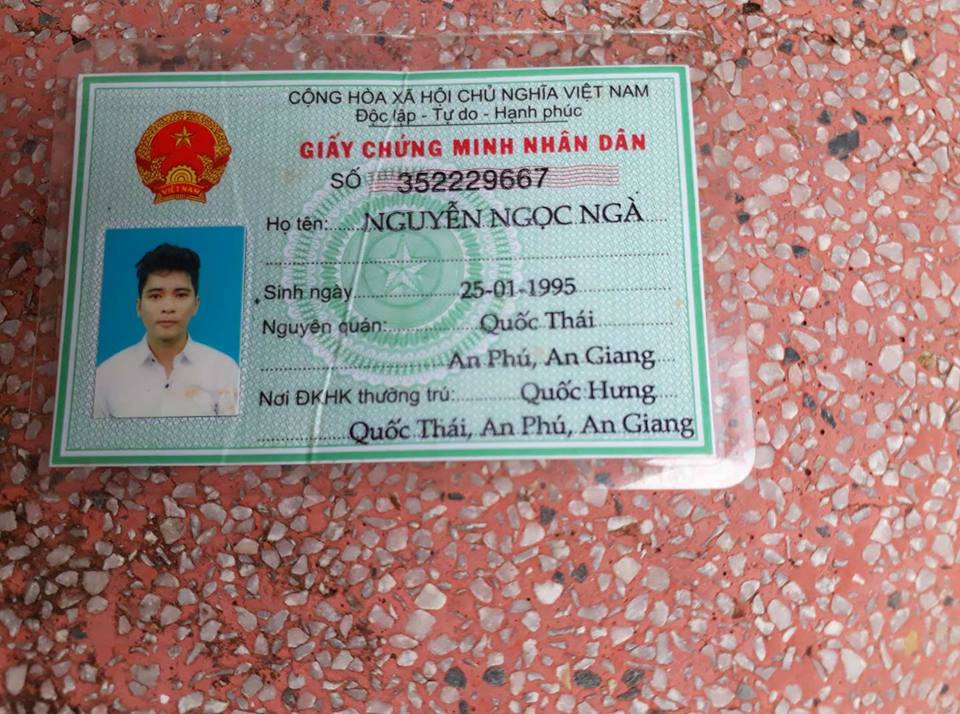 CỘNG HÒA XÃ HỘI CHỦ NGHĨA VIỆT NAM
Độc lập - Tự do - Hạnh phúc
GIẤY CHỨNG MINH NHÂN DÂN
SỐ 352229667
Họ tên: NGUYỄN NGỌC NGÀ
Sinh ngày 25-01-1995
Nguyên quán: Quốc Thái
An Phú, An Giang
Nơi ĐKHK thường trú: Quốc Hưng
Quốc Thái, An Phú, An Giang
VIỆT NAM